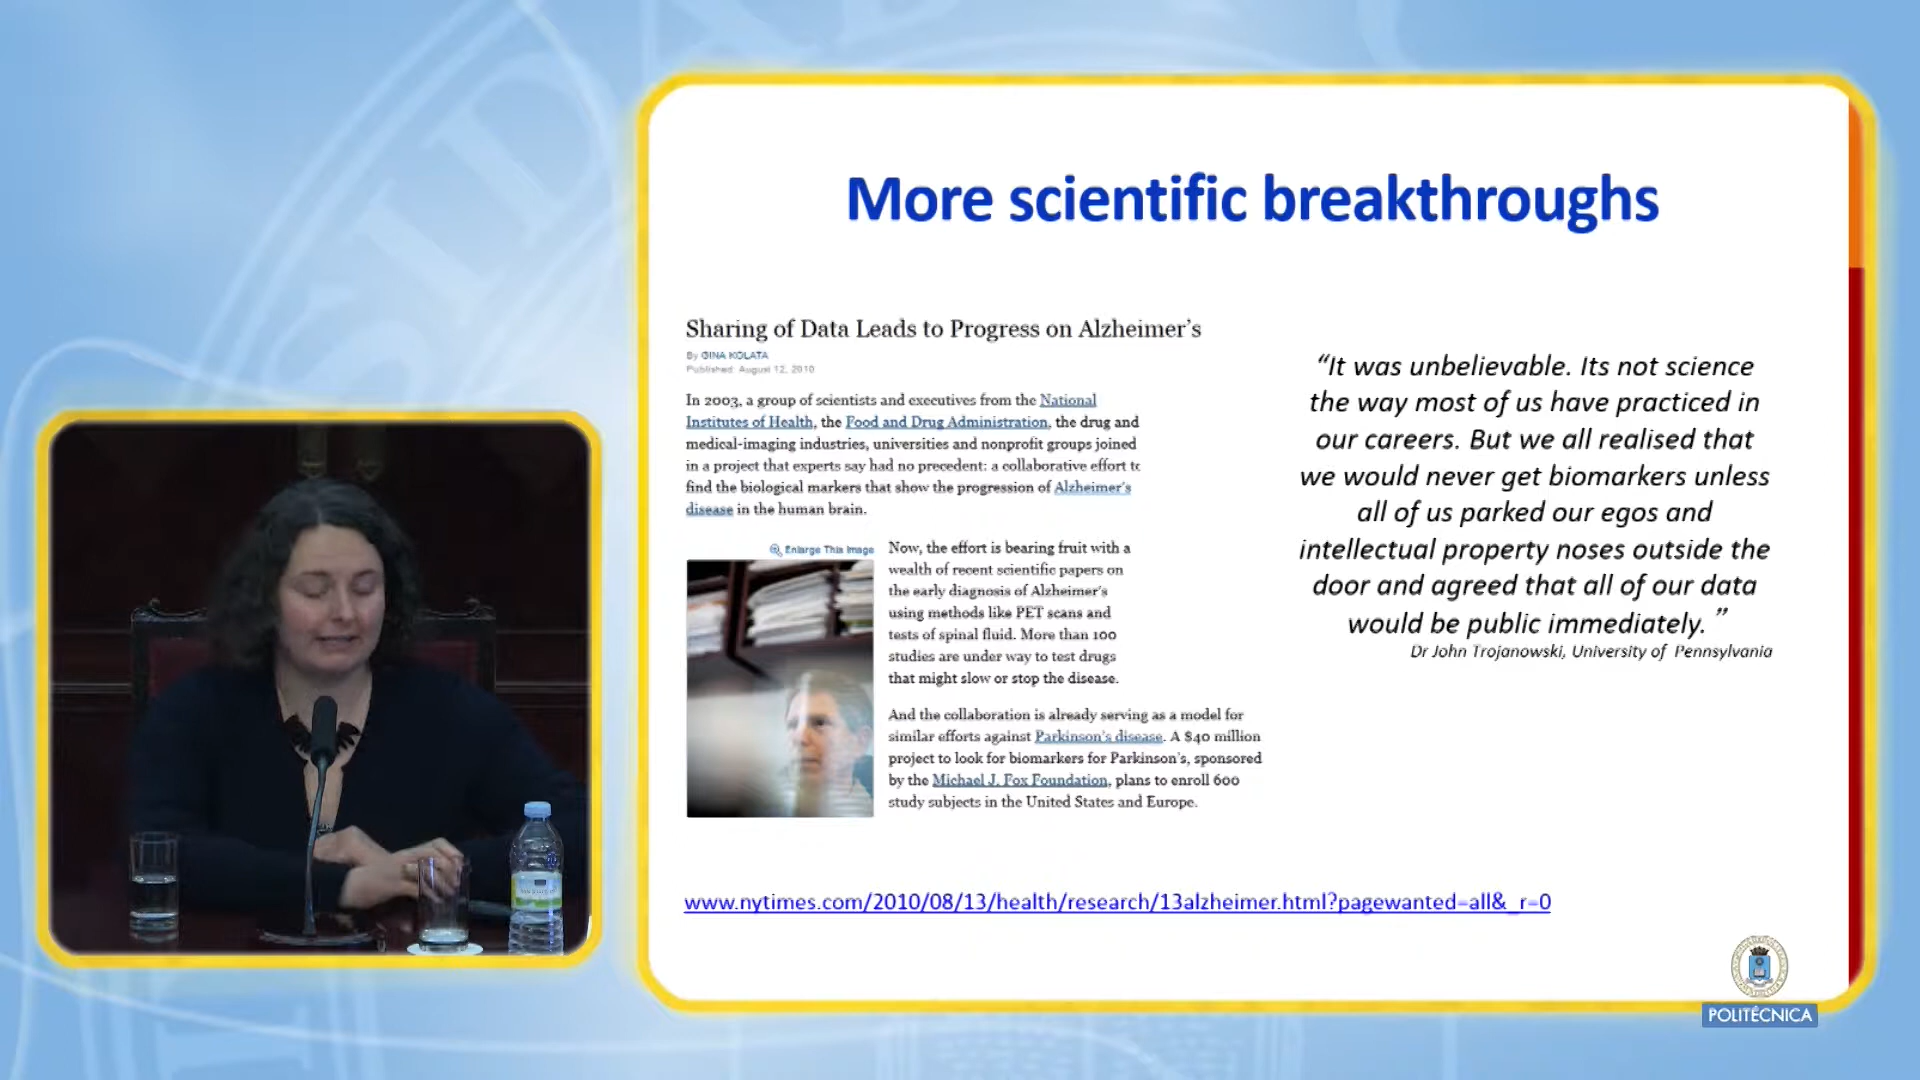 More scientific breakthroughs
Sharing of Data Leads to Progress on Alzheimer's
By GINA KOLATA
Published: August 12, 2010
In 2003, a group of scientists and executives from the National
Institutes of Health, the Food and Drug Administration, the drug and
medical-imaging industries, universities and nonprofit groups joined
in a project that experts say had no precedent: a collaborative effort to
find the biological markers that show the progression of Alzheimer's
disease in the human brain.
Enlarge This Image
Now, the effort is bearing fruit with a
wealth of recent scientific papers on
the early diagnosis of Alzheimer's
using methods like PET scans and
tests of spinal fluid. More than 100
studies are under way to test drugs
that might slow or stop the disease.
And the collaboration is already serving as a model for
similar efforts against Parkinson's disease. A $40 million
project to look for biomarkers for Parkinson's, sponsored
by the Michael J. Fox Foundation, plans to enroll 600
study subjects in the United States and Europe.
“It was unbelievable. Its not science
the way most of us have practiced in
our careers. But we all realised that
we would never get biomarkers unless
all of us parked our egos and
intellectual property noses outside the
door and agreed that all of our data
would be public immediately.”
Dr John Trojanowski, University of Pennsylvania
www.nytimes.com/2010/08/13/health/research/13alzheimer.html?pagewanted=all&_r=0
POLITÉCNICA